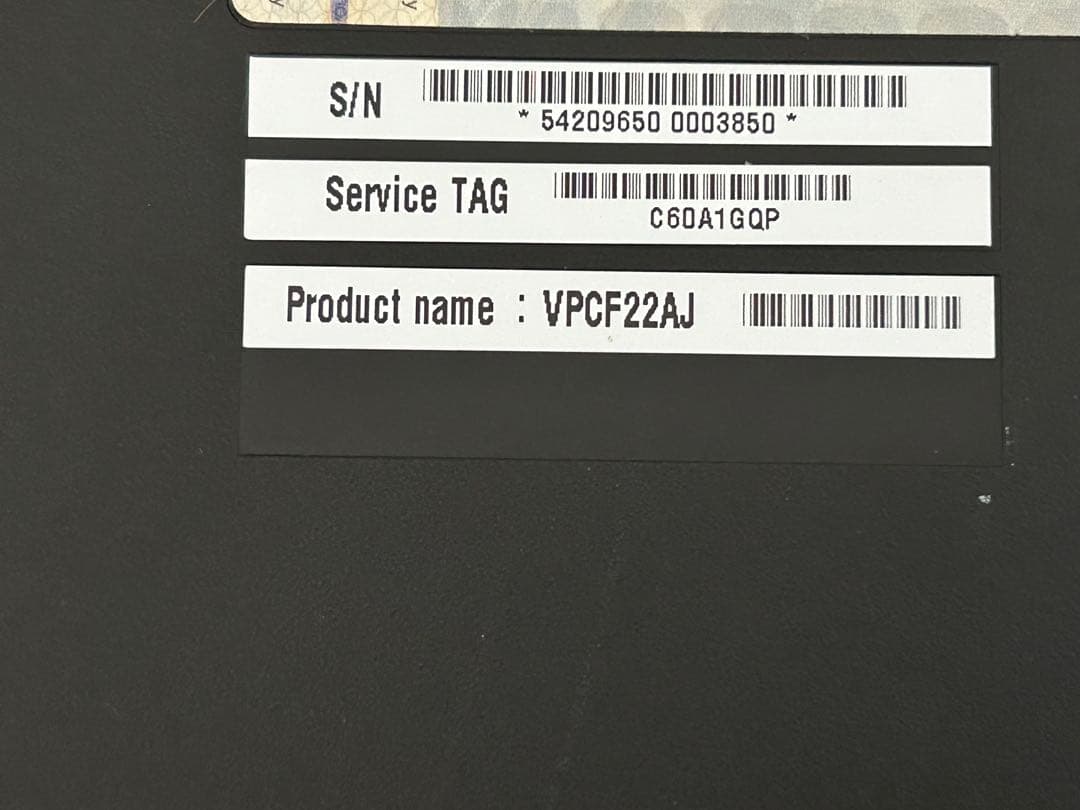 S/N
* 54209650 0003850 *
Service TAG
C60A1GQP
Product name : VPCF22AJ